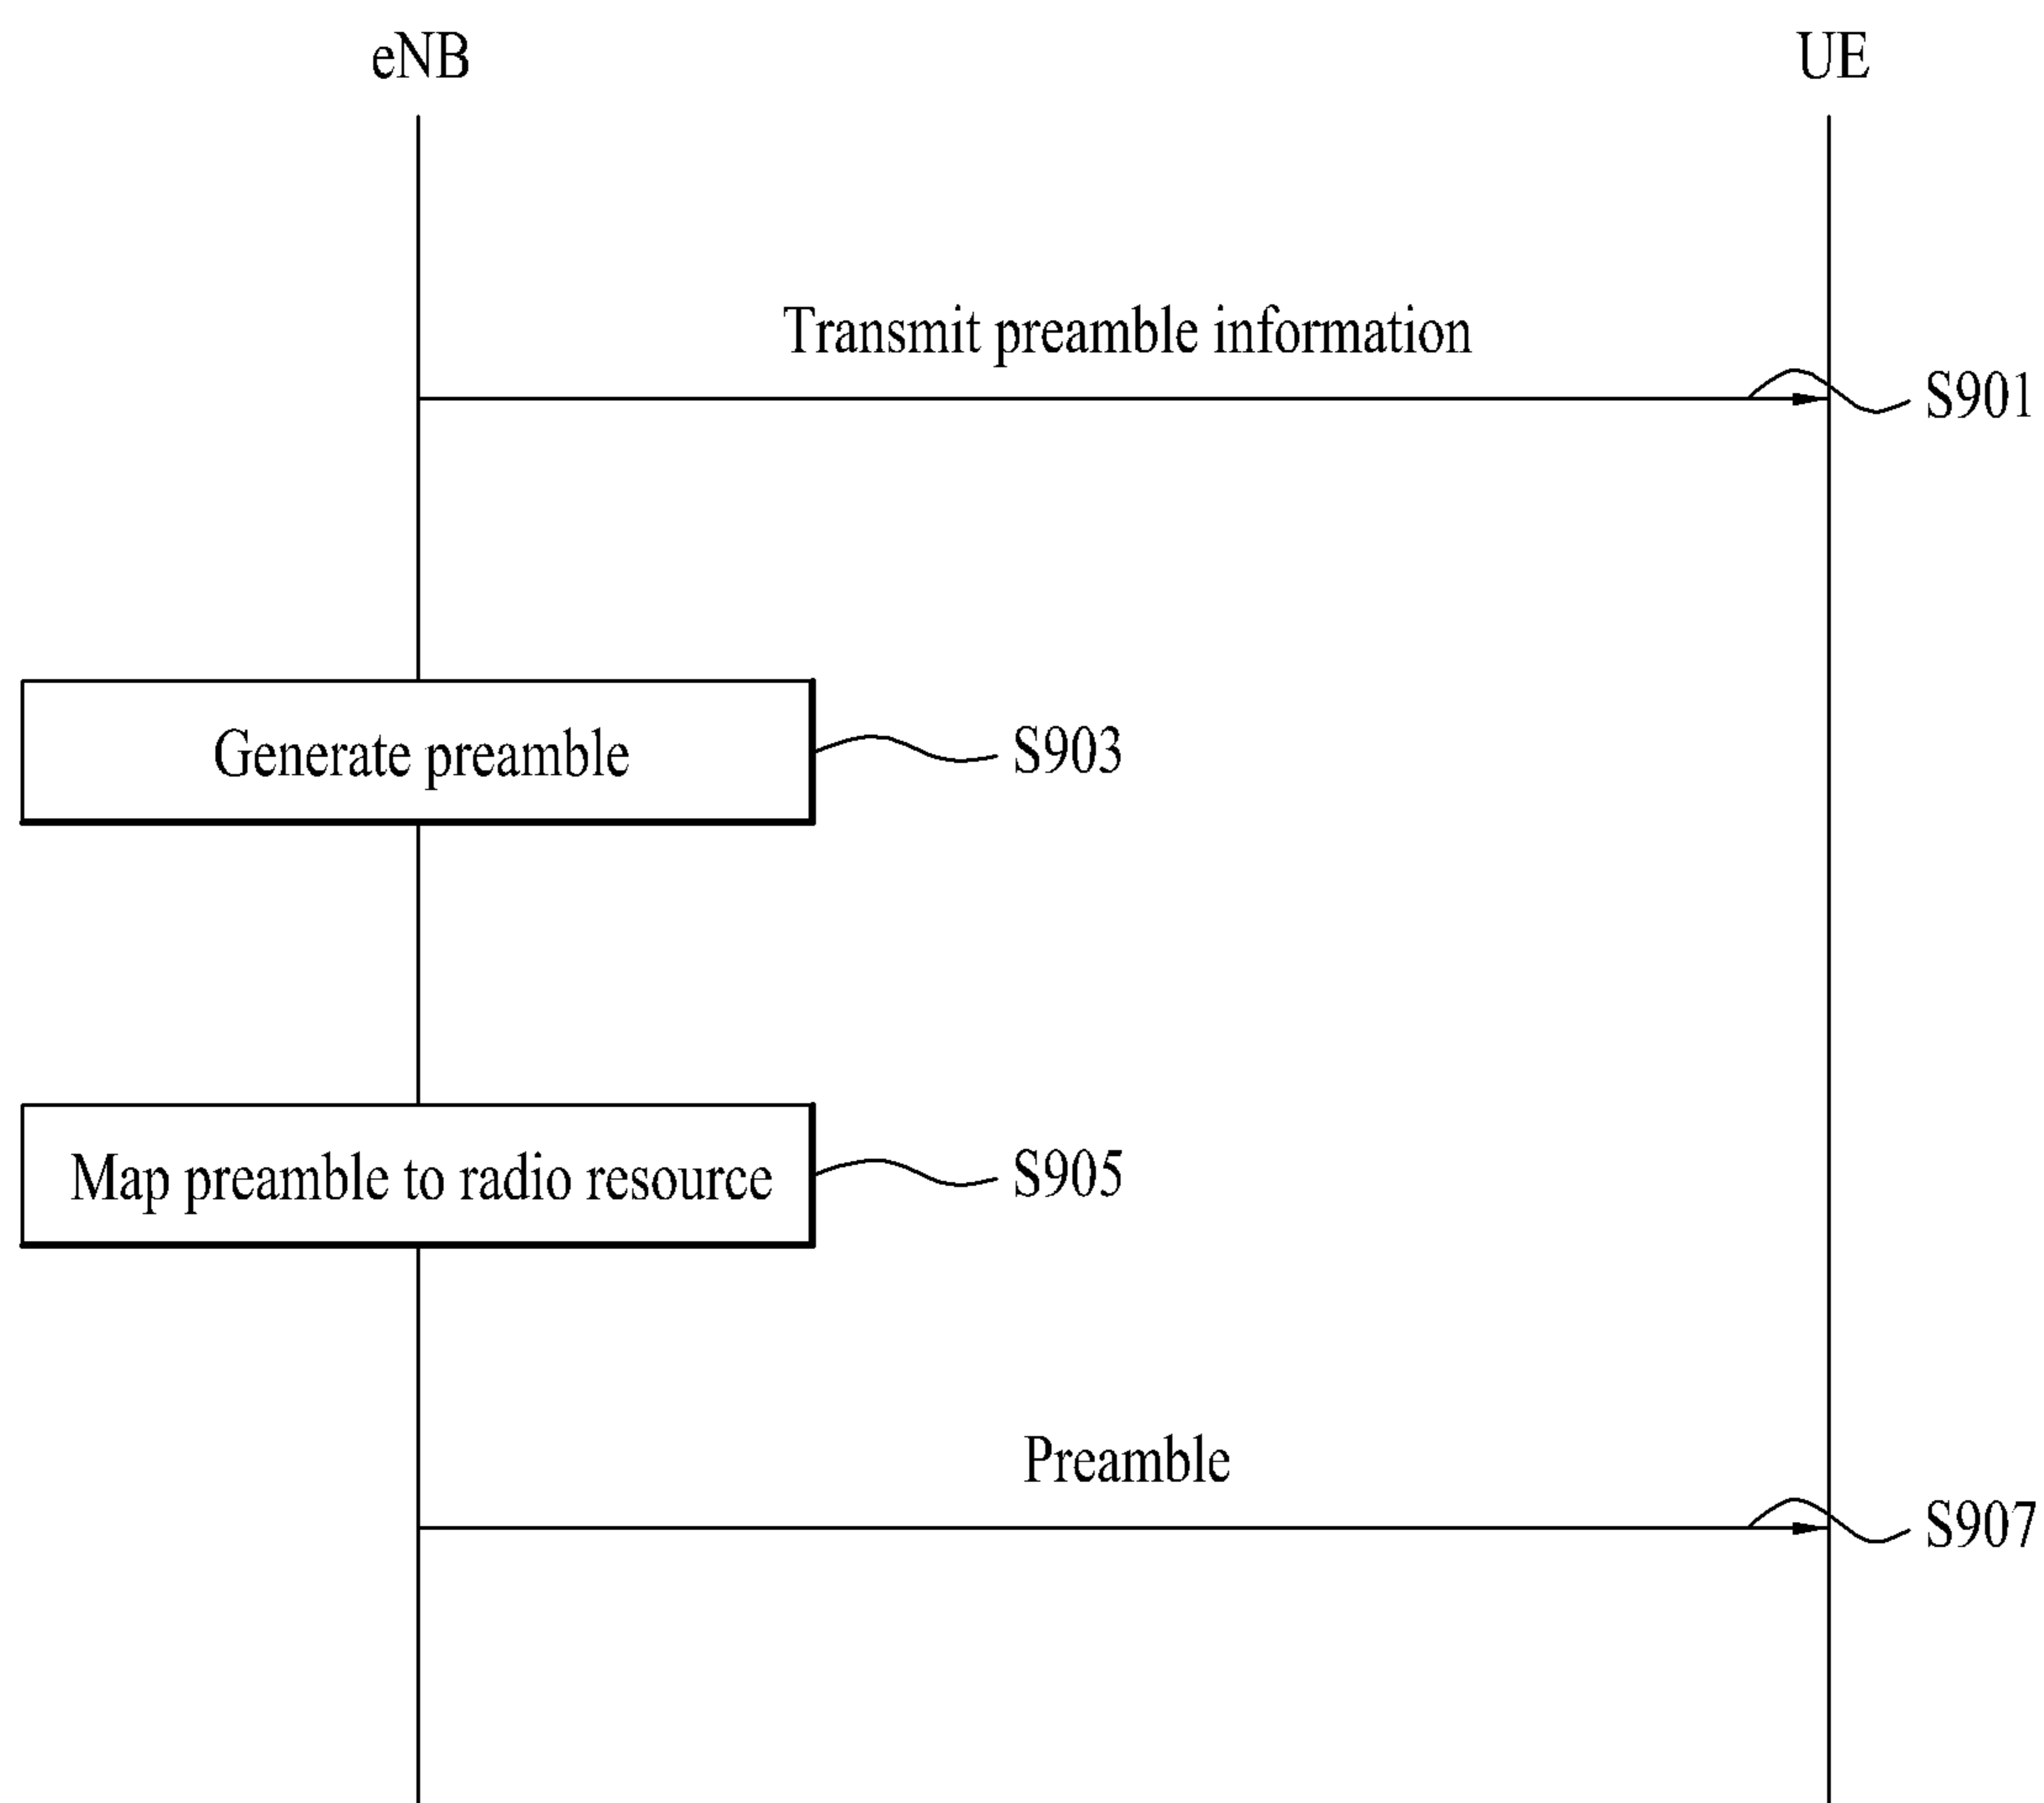 eNB
UE
Transmit preamble information
S901
Generate preamble
S903
Map preamble to radio resource
S905
Preamble
S907